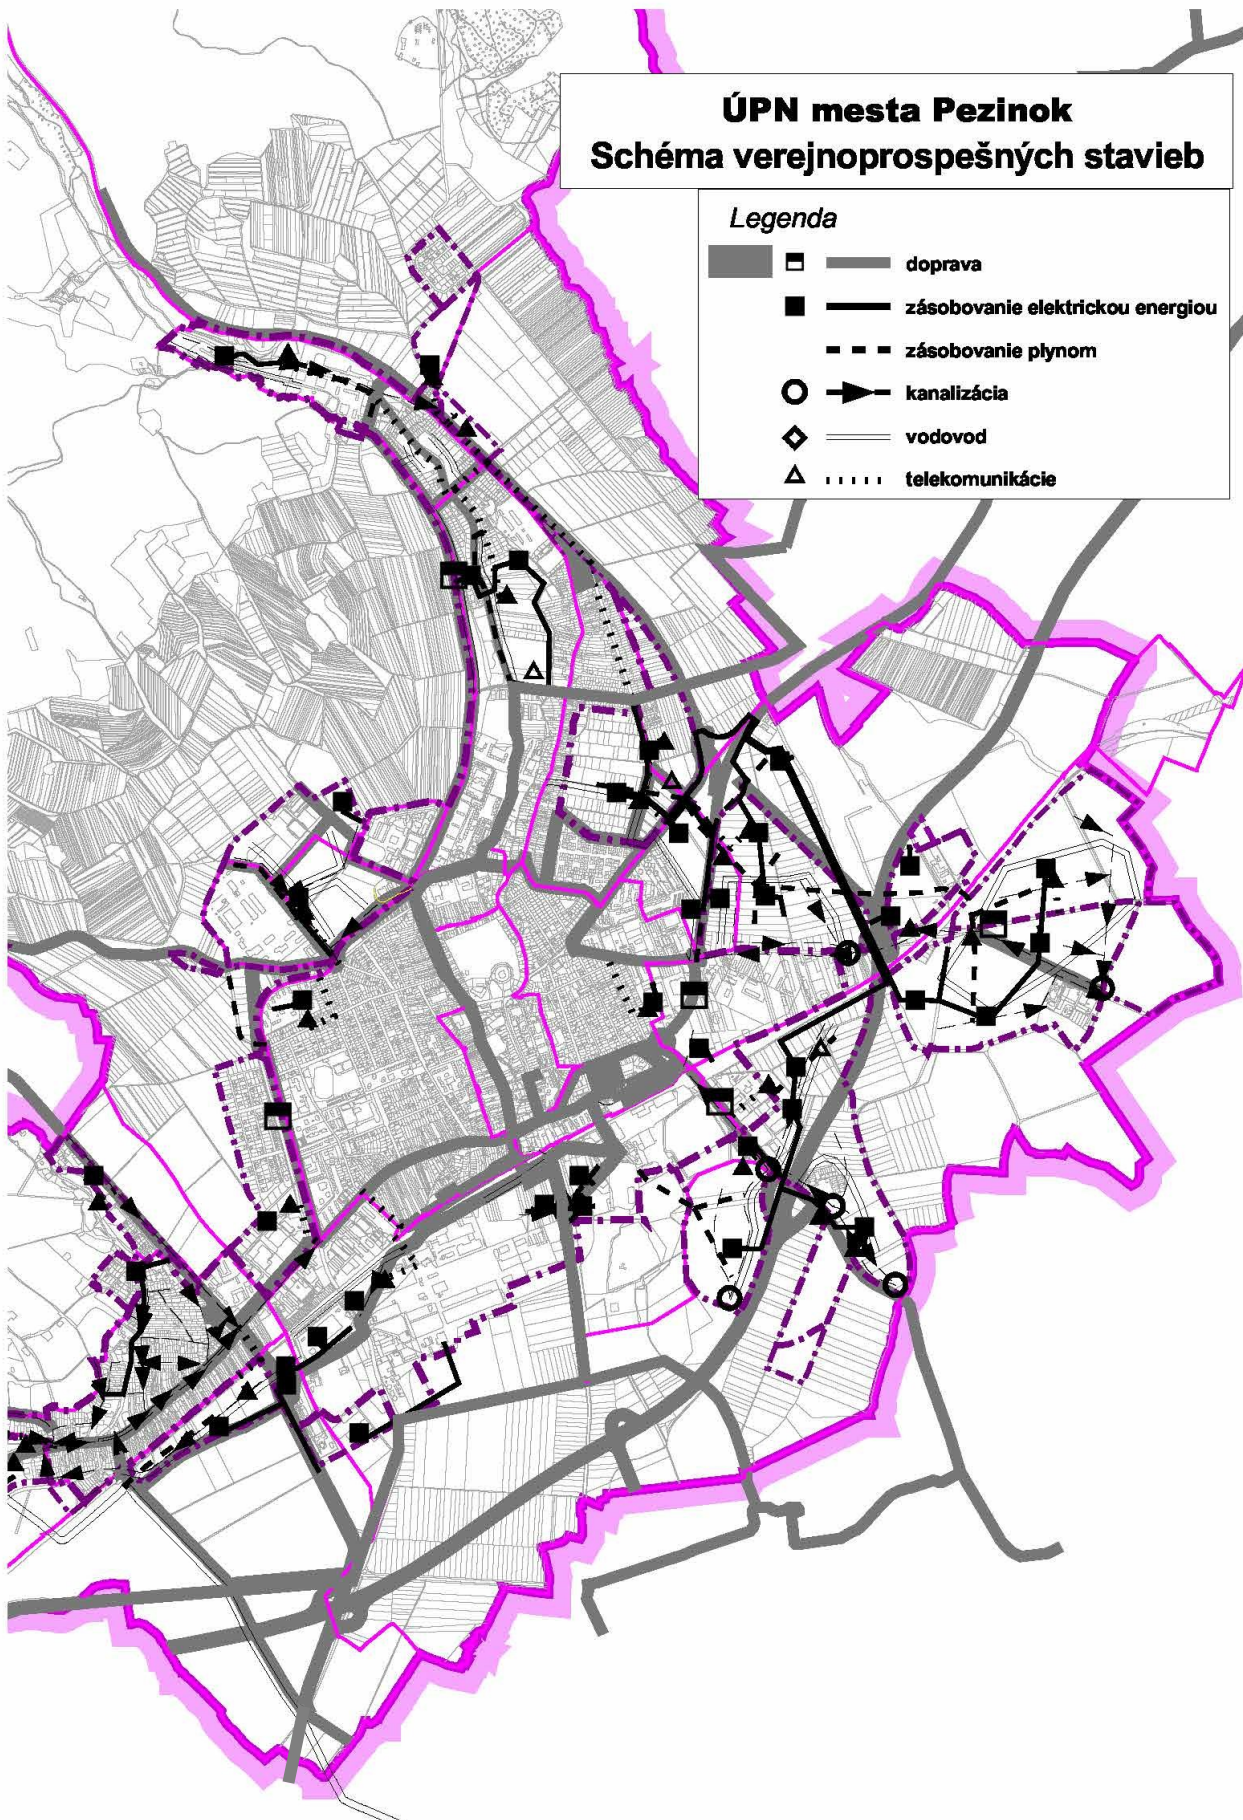 ÚPN mesta Pezinok
Schéma verejnoprospešných stavieb
Legenda
doprava
zásobovanie elektrickou energiou
zásobovanie plynom
kanalizácia
vodovod
telekomunikácie